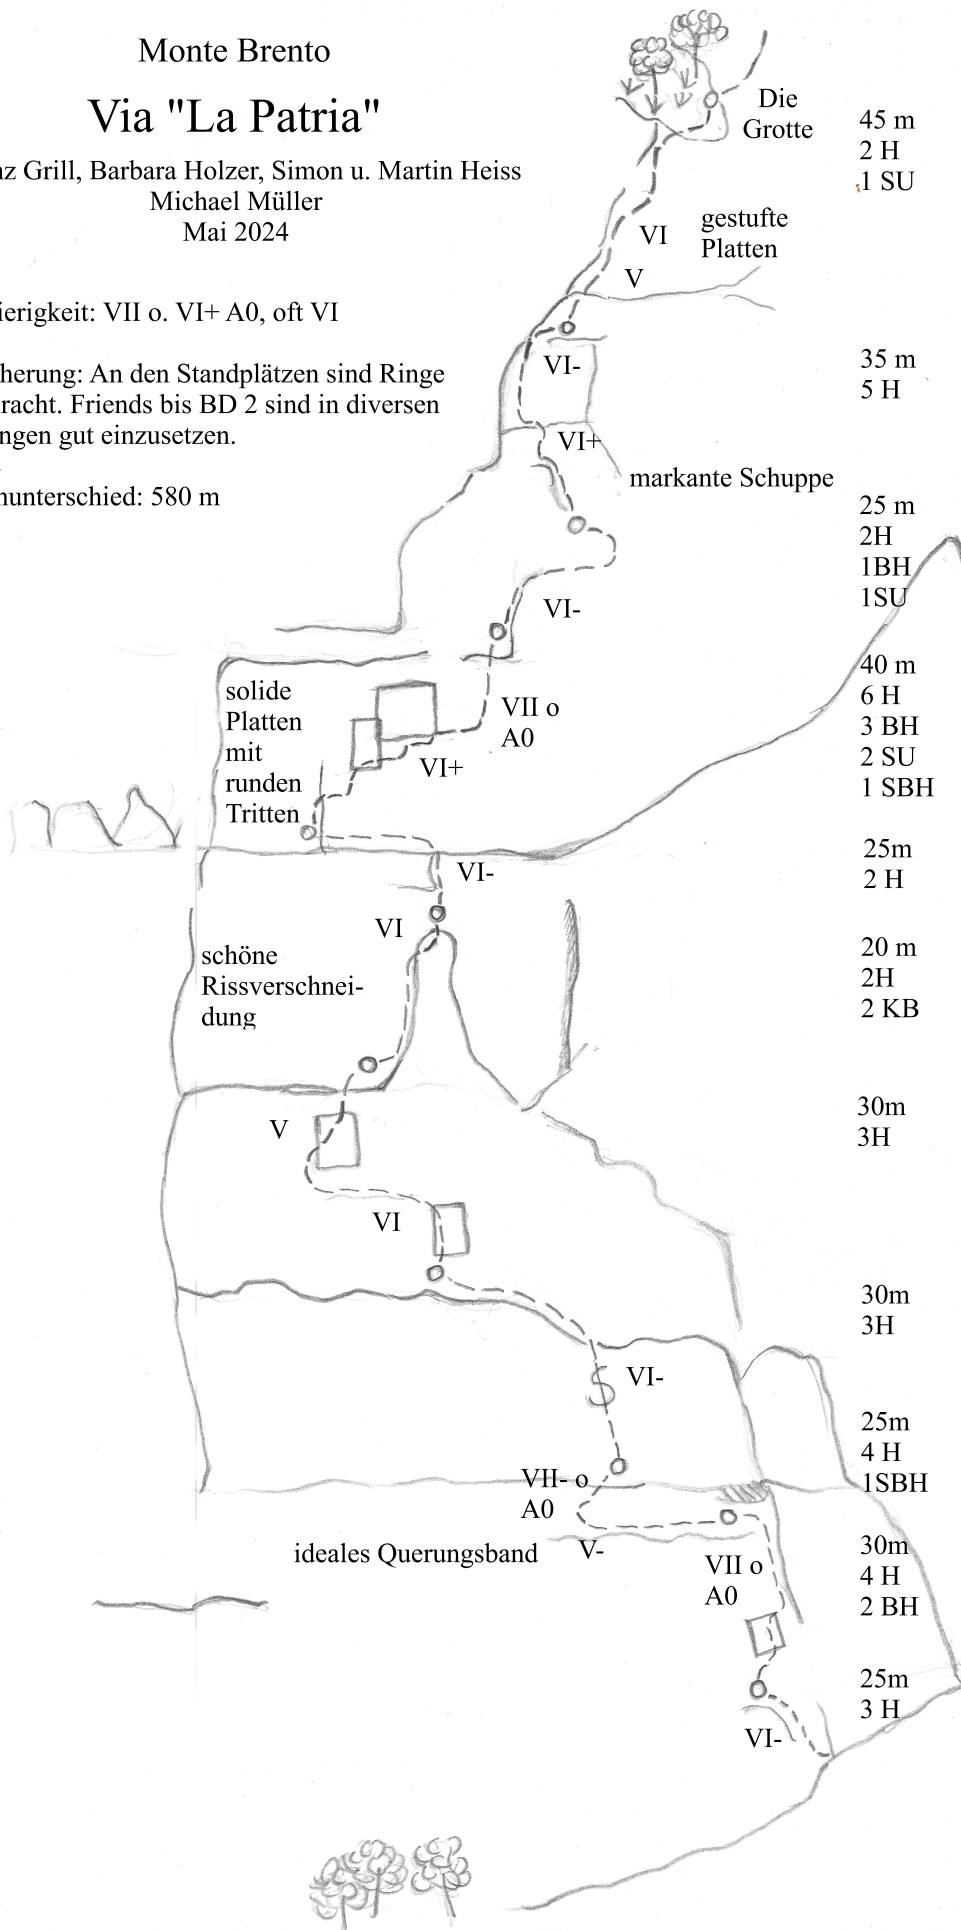 Monte Brento
Via "La Patria"
nz Grill, Barbara Holzer, Simon u. Martin Heiss
Michael Müller
Mai 2024
ierigkeit: VII o. VI+ A0, oft VI
herung: An den Standplätzen sind Ringe
racht. Friends bis BD 2 sind in diversen
ngen gut einzusetzen.
nunterschied: 580 m
Die
Grotte
45 m
2 H
1 SU
VI
gestufte
Platten
V
VI-
35 m
5 H
VI+
markante Schuppe
25 m
2H
1BH
1SU
VI-
40 m
6 H
3 BH
2 SU
1 SBH
solide
Platten
mit
runden
Tritten
VII o
A0
VI+
25m
2 H
VI-
VI
schöne
Rissverschnei-
dung
20 m
2H
2 KB
30m
3H
V
VI
30m
3H
VI-
25m
4 H
1SBH
VII- o
A0
V-
ideales Querungsband
VII o
A0
30m
4 H
2 BH
25m
3 H
VI-